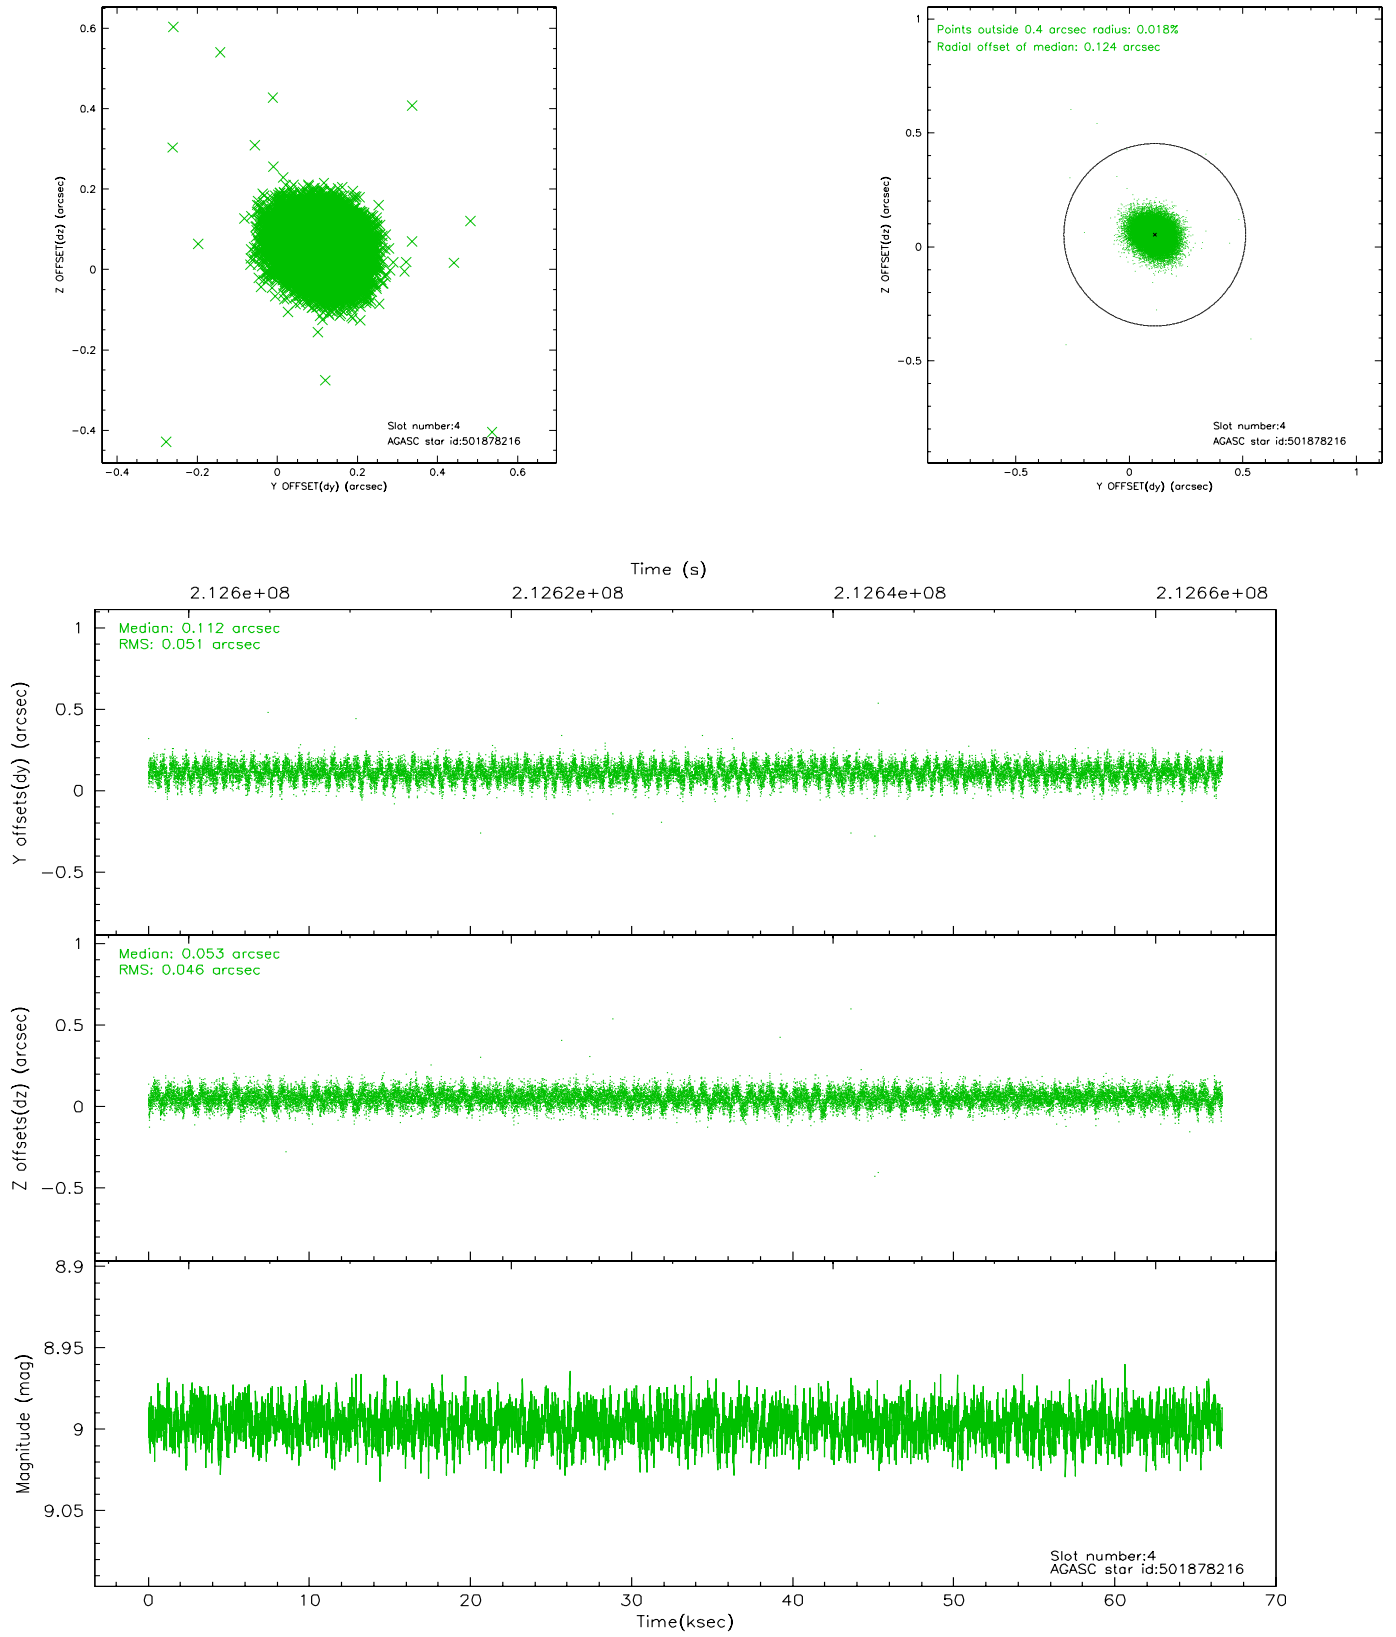 0.6
0.4
0.2
0
−0.2
−0.4
Z OFFSET(dz) (arcsec)
−0.4 −0.2 0 0.2 0.4 0.6
Y OFFSET(dy) (arcsec)
Slot number:4
AGASC star id:501878216
Points outside 0.4 arcsec radius: 0.018%
Radial offset of median: 0.124 arcsec
1
0.5
0
−0.5
Z OFFSET(dz) (arcsec)
−0.5 0 0.5 1
Y OFFSET(dy) (arcsec)
Slot number:4
AGASC star id:501878216
Time (s)
2.126e+08 2.1262e+08 2.1264e+08 2.1266e+08
Median: 0.112 arcsec
RMS: 0.051 arcsec
1
0.5
0
−0.5
Y offsets(dy) (arcsec)
Median: 0.053 arcsec
RMS: 0.046 arcsec
1
0.5
0
−0.5
Z offsets(dz) (arcsec)
8.9
8.95
9
9.05
Magnitude (mag)
Slot number:4
AGASC star id:501878216
0 10 20 30 40 50 60 70
Time(ksec)